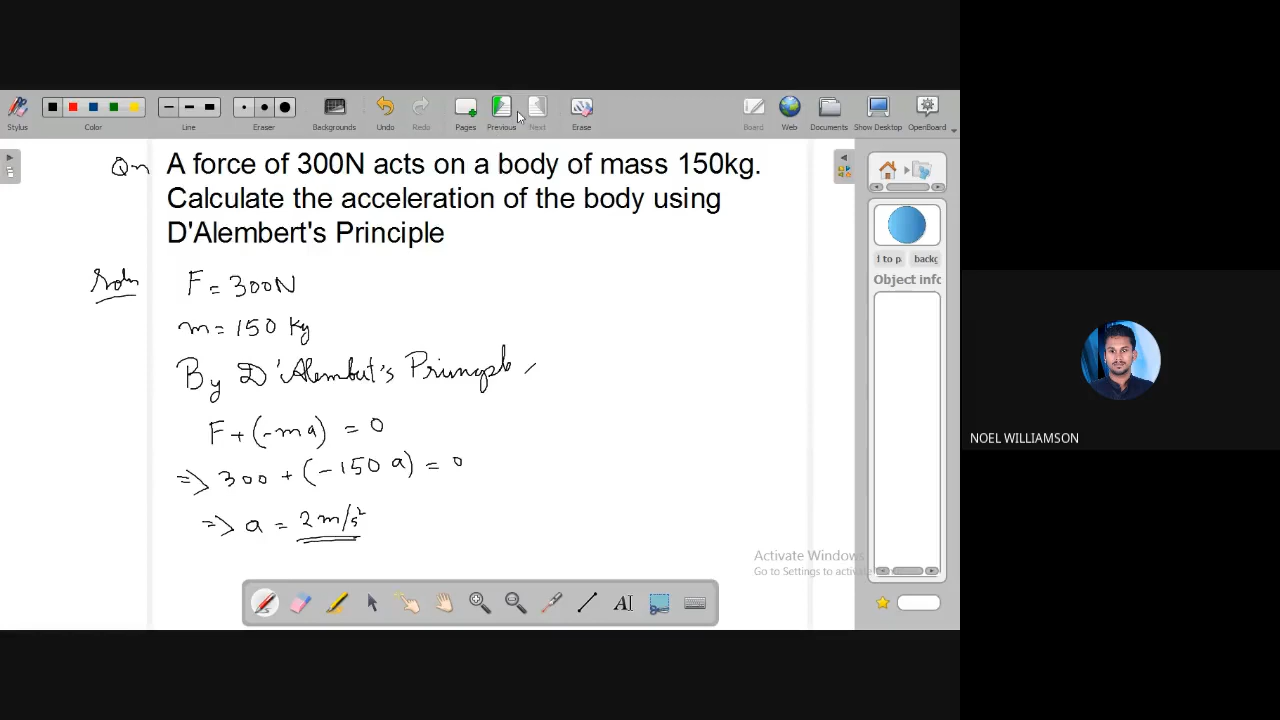 Stylus
Color
Line
Eraser
Backgrounds
Undo
Redo
Pages
Previous
Next
Erase
Board
Web
Documents
Show Desktop
OpenBoard
Qn A force of 300N acts on a body of mass 150kg.
Calculate the acceleration of the body using
D'Alembert's Principle
Soln F = 300N
m = 150 kg
By D'Alembert's Principle,
F + (-ma) = 0
=> 300 + (-150 a) = 0
=> a = 2 m/s²
t to p backg
Object info
Activate Windows
Go to Settings to activate
AI
NOEL WILLIAMSON